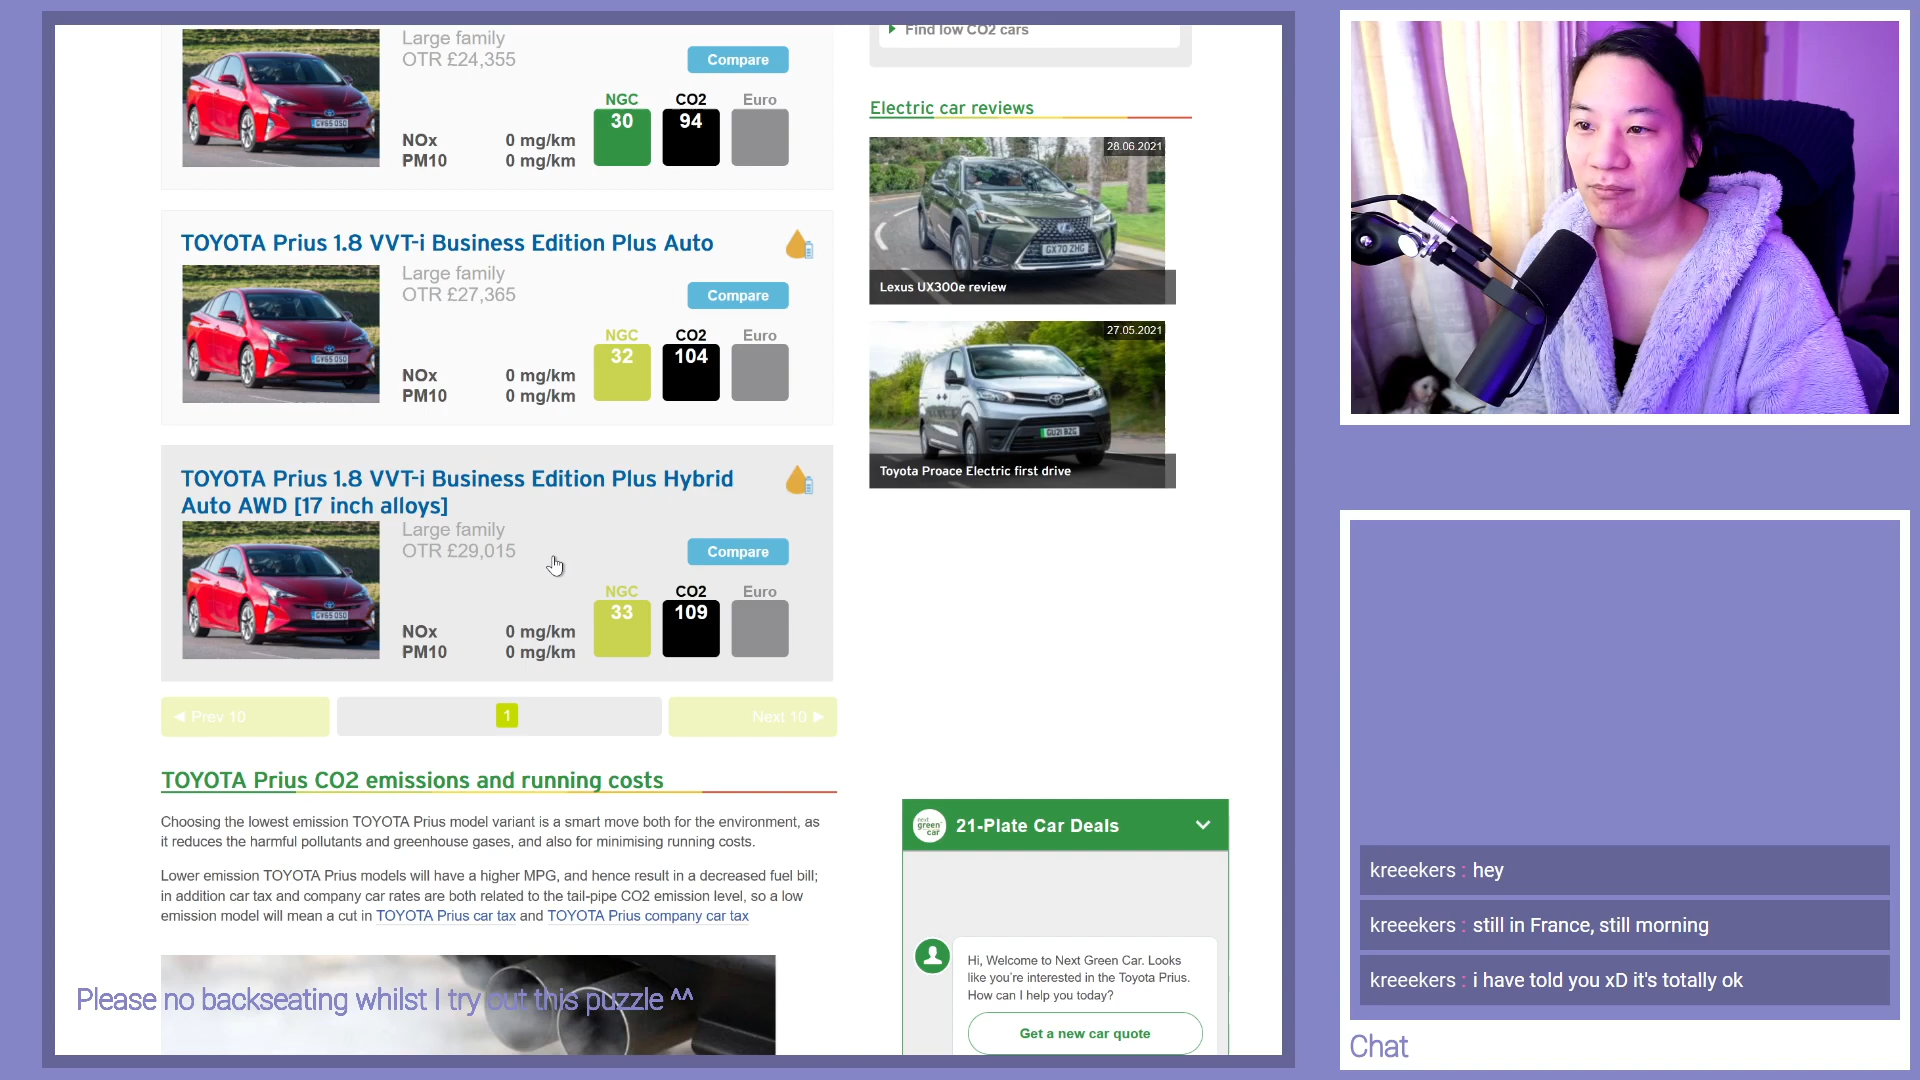 Large family
OTR £24,355
Compare
NGC CO2 Euro
30 94
NOx 0 mg/km
PM10 0 mg/km
TOYOTA Prius 1.8 VVT-i Business Edition Plus Auto
Large family
OTR £27,365
Compare
NGC CO2 Euro
32 104
NOx 0 mg/km
PM10 0 mg/km
TOYOTA Prius 1.8 VVT-i Business Edition Plus Hybrid
Auto AWD [17 inch alloys]
Large family
OTR £29,015
Compare
NGC CO2 Euro
33 109
NOx 0 mg/km
PM10 0 mg/km
◀ Prev 10
1
Next 10 ▶
TOYOTA Prius CO2 emissions and running costs
Choosing the lowest emission TOYOTA Prius model variant is a smart move both for the environment, as
it reduces the harmful pollutants and greenhouse gases, and also for minimising running costs.
Lower emission TOYOTA Prius models will have a higher MPG, and hence result in a decreased fuel bill;
in addition car tax and company car rates are both related to the tail-pipe CO2 emission level, so a low
emission model will mean a cut in TOYOTA Prius car tax and TOYOTA Prius company car tax
Please no backseating whilst I try out this puzzle ^^
Find low CO2 cars
Electric car reviews
28.06.2021
GX70 ZHG
Lexus UX300e review
27.05.2021
GU21 BZG
Toyota Proace Electric first drive
next
green
car
21-Plate Car Deals
Hi, Welcome to Next Green Car. Looks
like you're interested in the Toyota Prius.
How can I help you today?
Get a new car quote
kreeekers : hey
kreeekers : still in France, still morning
kreeekers : i have told you xD it's totally ok
Chat